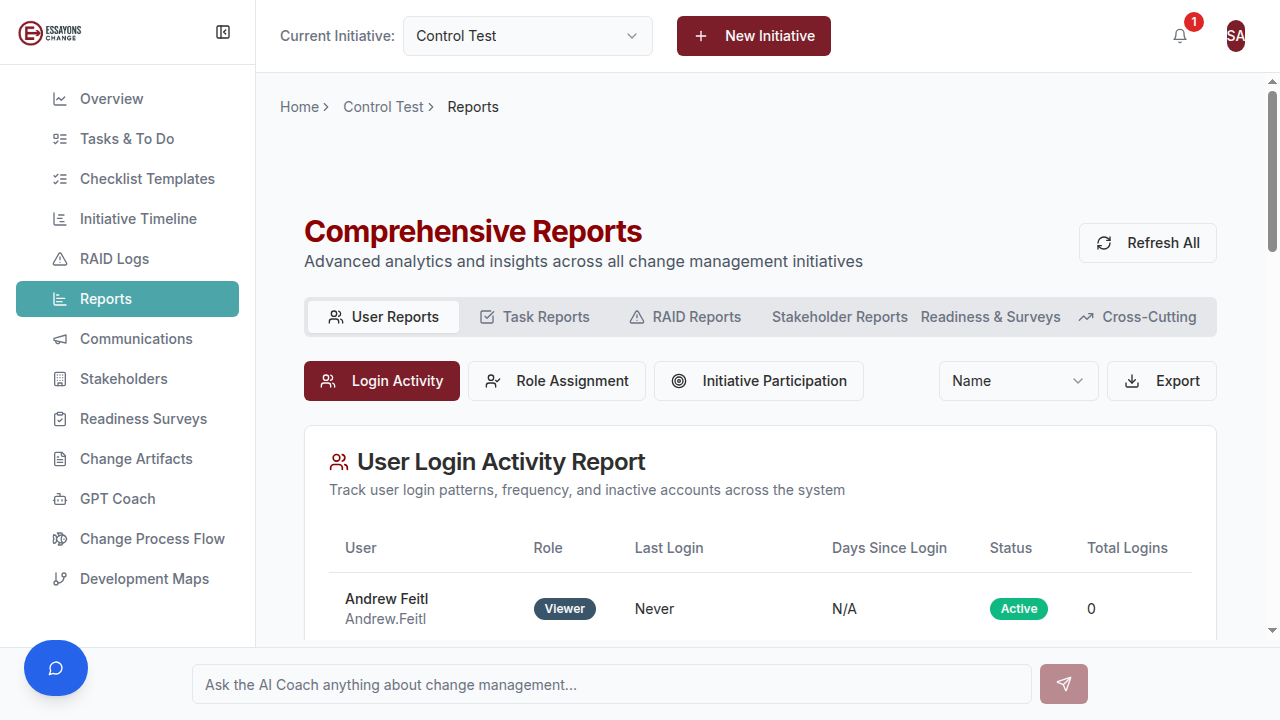 ESSAYONS
CHANGE
Current Initiative:
Control Test
New Initiative
1
SA
Overview
Tasks & To Do
Checklist Templates
Initiative Timeline
RAID Logs
Reports
Communications
Stakeholders
Readiness Surveys
Change Artifacts
GPT Coach
Change Process Flow
Development Maps
Home
Control Test
Reports
Comprehensive Reports
Advanced analytics and insights across all change management initiatives
Refresh All
User Reports
Task Reports
RAID Reports
Stakeholder Reports
Readiness & Surveys
Cross-Cutting
Login Activity
Role Assignment
Initiative Participation
Name
Export
User Login Activity Report
Track user login patterns, frequency, and inactive accounts across the system
User Role Last Login Days Since Login Status Total Logins
Andrew Feitl
Andrew.Feitl
Viewer
Never
N/A
Active
0
Ask the AI Coach anything about change management...